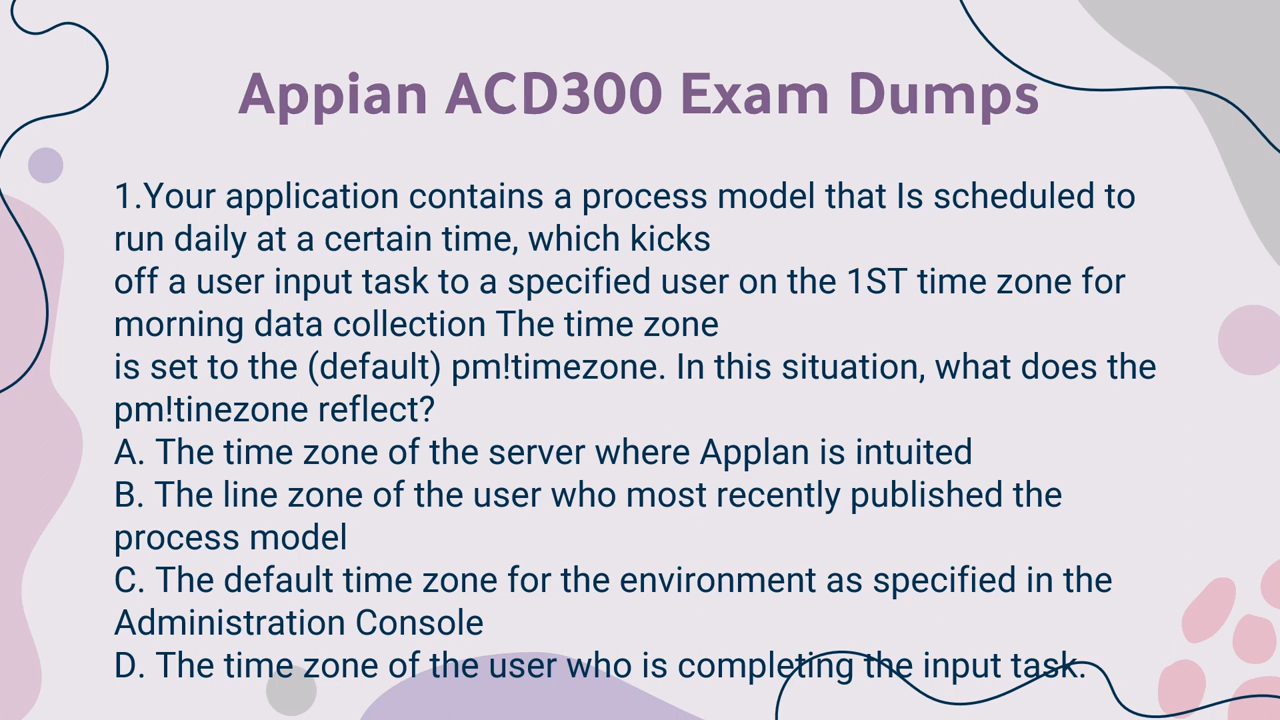 Appian ACD300 Exam Dumps
1.Your application contains a process model that Is scheduled to
run daily at a certain time, which kicks
off a user input task to a specified user on the 1ST time zone for
morning data collection The time zone
is set to the (default) pm!timezone. In this situation, what does the
pm!tinezone reflect?
A. The time zone of the server where Applan is intuited
B. The line zone of the user who most recently published the
process model
C. The default time zone for the environment as specified in the
Administration Console
D. The time zone of the user who is completing the input task.